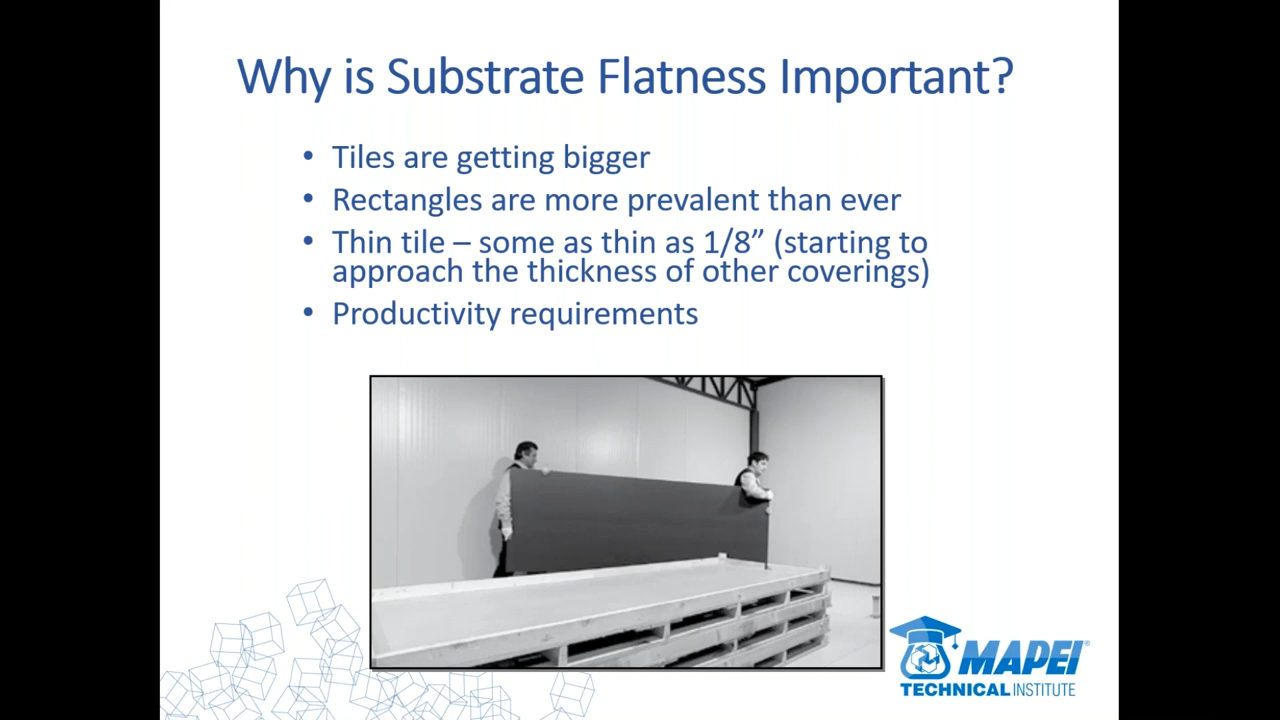 Why is Substrate Flatness Important?
• Tiles are getting bigger
• Rectangles are more prevalent than ever
• Thin tile – some as thin as 1/8” (starting to
approach the thickness of other coverings)
• Productivity requirements
MAPEI®
TECHNICAL INSTITUTE